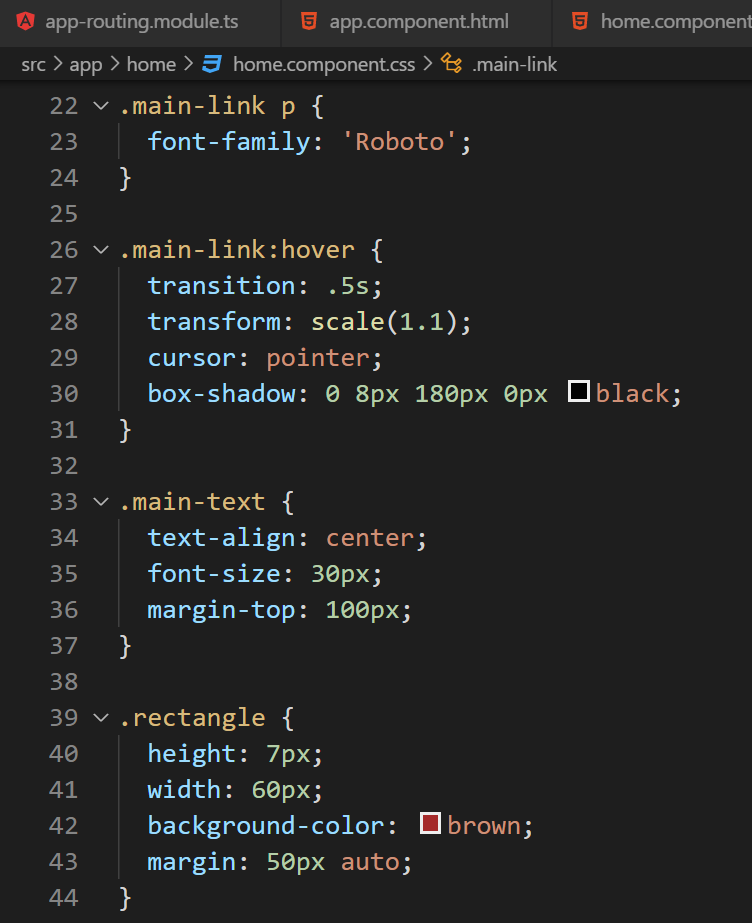 app-routing.module.ts app.component.html home.component
src > app > home > home.component.css > .main-link
22 .main-link p {
23 font-family: 'Roboto';
24 }
25
26 .main-link:hover {
27 transition: .5s;
28 transform: scale(1.1);
29 cursor: pointer;
30 box-shadow: 0 8px 180px 0px black;
31 }
32
33 .main-text {
34 text-align: center;
35 font-size: 30px;
36 margin-top: 100px;
37 }
38
39 .rectangle {
40 height: 7px;
41 width: 60px;
42 background-color: brown;
43 margin: 50px auto;
44 }